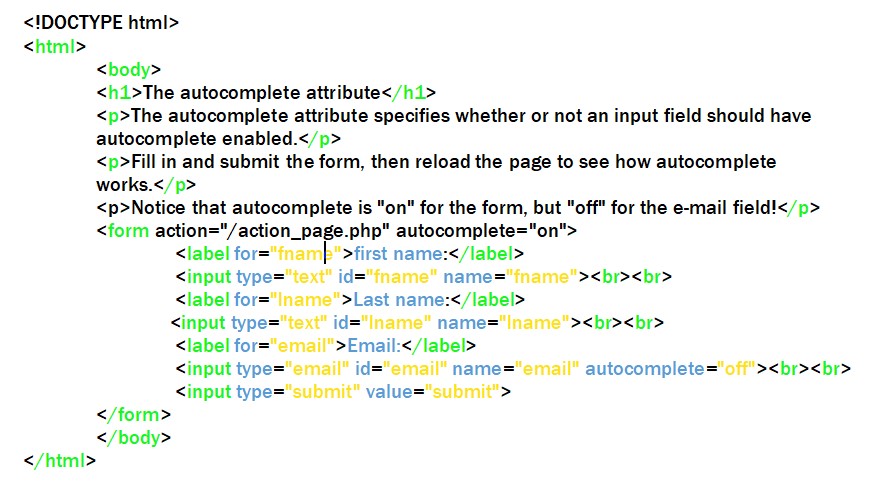 <!DOCTYPE html>
<html>
<body>
<h1>The autocomplete attribute</h1>
<p>The autocomplete attribute specifies whether or not an input field should have
autocomplete enabled.</p>
<p>Fill in and submit the form, then reload the page to see how autocomplete
works.</p>
<p>Notice that autocomplete is "on" for the form, but "off" for the e-mail field!</p>
<form action="/action_page.php" autocomplete="on">
<label for="fname">first name:</label>
<input type="text" id="fname" name="fname"><br><br>
<label for="lname">Last name:</label>
<input type="text" id="lname" name="lname"><br><br>
<label for="email">Email:</label>
<input type="email" id="email" name="email" autocomplete="off"><br><br>
<input type="submit" value="submit">
</form>
</body>
</html>